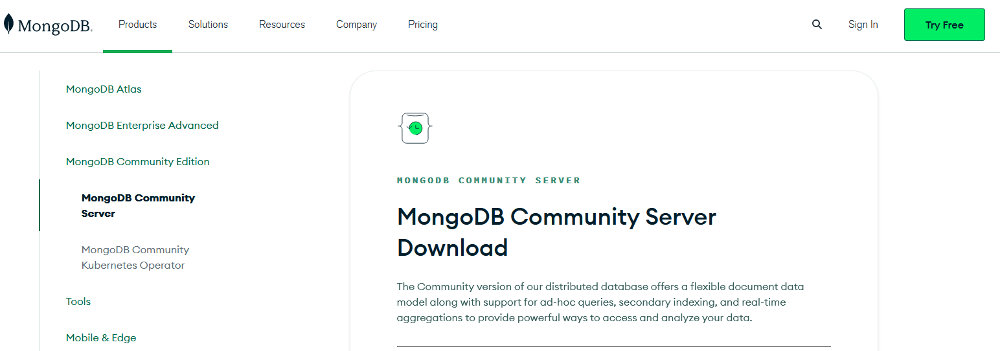 MongoDB.
Products
Solutions
Resources
Company
Pricing
Sign In
Try Free
MongoDB Atlas
MongoDB Enterprise Advanced
MongoDB Community Edition
MongoDB Community
Server
MongoDB Community
Kubernetes Operator
Tools
Mobile & Edge
MONGODB COMMUNITY SERVER
MongoDB Community Server
Download
The Community version of our distributed database offers a flexible document data
model along with support for ad-hoc queries, secondary indexing, and real-time
aggregations to provide powerful ways to access and analyze your data.